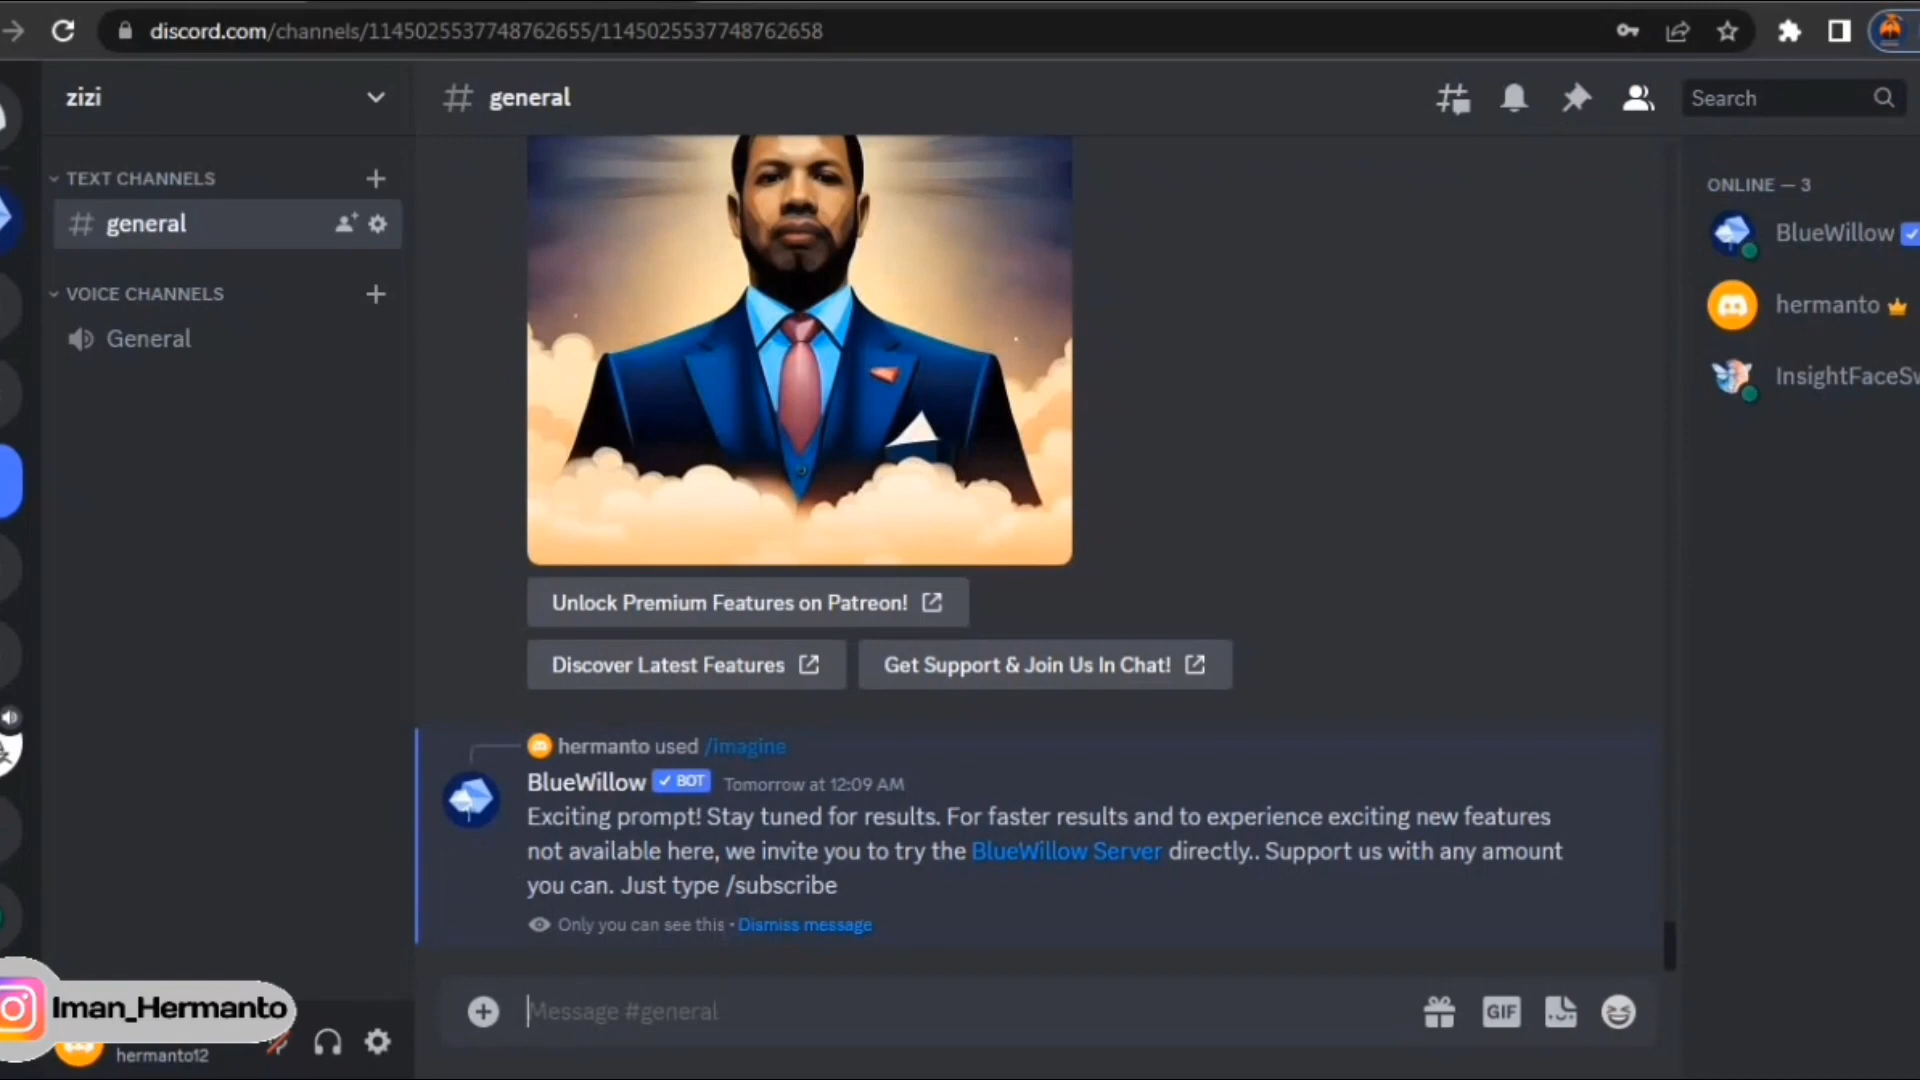 discord.com/channels/1145025537748762655/1145025537748762658
zizi
general
Search
TEXT CHANNELS
general
VOICE CHANNELS
General
ONLINE — 3
BlueWillow
hermanto
InsightFaceSw
Unlock Premium Features on Patreon!
Discover Latest Features
Get Support & Join Us In Chat!
hermanto used /imagine
BlueWillow BOT Tomorrow at 12:09 AM
Exciting prompt! Stay tuned for results. For faster results and to experience exciting new features
not available here, we invite you to try the BlueWillow Server directly.. Support us with any amount
you can. Just type /subscribe
Only you can see this • Dismiss message
Message #general
GIF
Iman_Hermanto
hermanto12